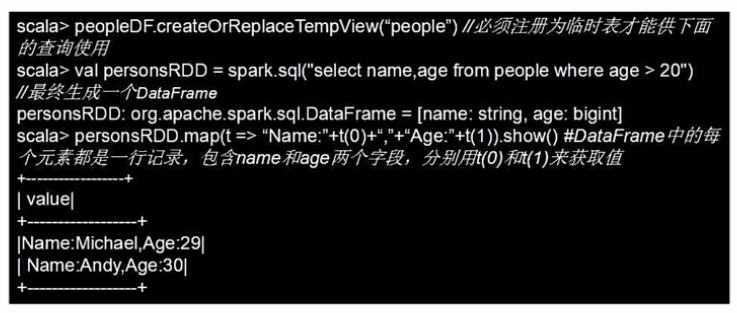 scala> peopleDF.createOrReplaceTempView(“people”) //必须注册为临时表才能供下面
的查询使用
scala> val personsRDD = spark.sql("select name,age from people where age > 20")
//最终生成一个DataFrame
personsRDD: org.apache.spark.sql.DataFrame = [name: string, age: bigint]
scala> personsRDD.map(t => “Name:”+t(0)+“,”+“Age:”+t(1)).show() #DataFrame中的每
个元素都是一行记录，包含name和age两个字段，分别用t(0)和t(1)来获取值
+------------------+
| value|
+------------------+
|Name:Michael,Age:29|
| Name:Andy,Age:30|
+------------------+